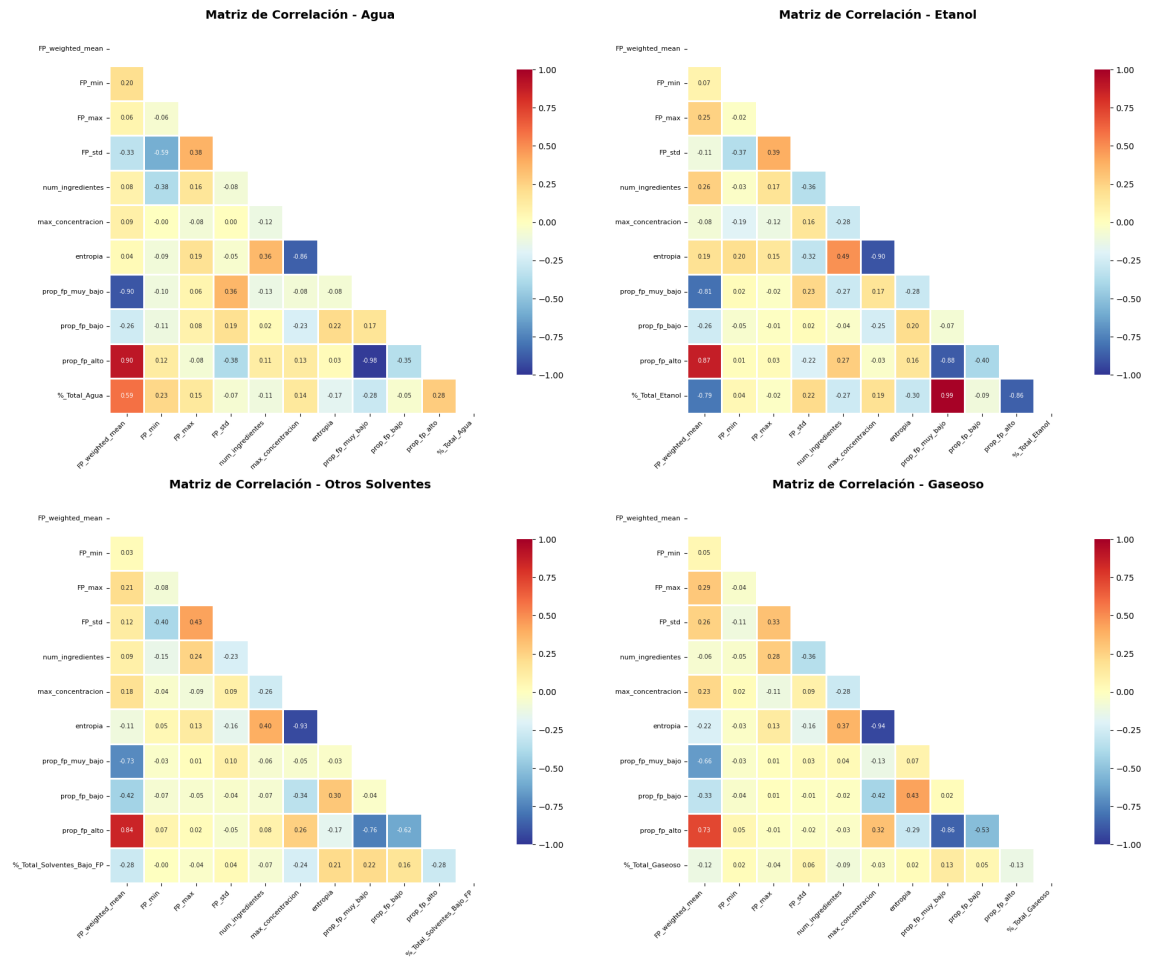 Matriz de Correlación - Agua
FP_weighted_mean
FP_min 0.20
FP_max 0.06 -0.06
FP_std -0.33 -0.59 0.38
num_ingredientes 0.08 -0.38 0.16 -0.08
max_concentracion 0.09 -0.00 -0.08 0.00 -0.12
entropia 0.04 -0.09 0.19 -0.05 0.36 -0.86
prop_fp_muy_bajo -0.90 -0.10 0.06 0.36 -0.13 -0.08 -0.08
prop_fp_bajo -0.26 -0.11 0.08 0.19 0.02 -0.23 0.22 0.17
prop_fp_alto 0.90 0.12 -0.08 -0.38 0.11 0.13 0.03 -0.98 -0.35
%_Total_Agua 0.59 0.23 0.15 -0.07 -0.11 0.14 -0.17 -0.28 -0.05 0.28
FP_weighted_mean FP_min FP_max FP_std num_ingredientes max_concentracion entropia prop_fp_muy_bajo prop_fp_bajo prop_fp_alto %_Total_Agua
1.00
0.75
0.50
0.25
0.00
−0.25
−0.50
−0.75
−1.00
Matriz de Correlación - Etanol
FP_weighted_mean
FP_min 0.07
FP_max 0.25 -0.02
FP_std -0.11 -0.37 0.39
num_ingredientes 0.26 -0.03 0.17 -0.36
max_concentracion -0.08 -0.19 -0.12 0.16 -0.28
entropia 0.19 0.20 0.15 -0.32 0.49 -0.90
prop_fp_muy_bajo -0.81 0.02 -0.02 0.23 -0.27 0.17 -0.28
prop_fp_bajo -0.26 -0.05 -0.01 0.02 -0.04 -0.25 0.20 -0.07
prop_fp_alto 0.87 0.01 0.03 -0.22 0.27 -0.03 0.16 -0.88 -0.40
%_Total_Etanol -0.79 0.04 -0.02 0.22 -0.27 0.19 -0.30 0.99 -0.09 -0.86
FP_weighted_mean FP_min FP_max FP_std num_ingredientes max_concentracion entropia prop_fp_muy_bajo prop_fp_bajo prop_fp_alto %_Total_Etanol
1.00
0.75
0.50
0.25
0.00
−0.25
−0.50
−0.75
−1.00
Matriz de Correlación - Otros Solventes
FP_weighted_mean
FP_min 0.03
FP_max 0.21 -0.08
FP_std 0.12 -0.40 0.43
num_ingredientes 0.09 -0.15 0.24 -0.23
max_concentracion 0.18 -0.04 -0.09 0.09 -0.26
entropia -0.11 0.05 0.13 -0.16 0.40 -0.93
prop_fp_muy_bajo -0.73 -0.03 0.01 0.10 -0.06 -0.05 -0.03
prop_fp_bajo -0.42 -0.07 -0.05 -0.04 -0.07 -0.34 0.30 -0.04
prop_fp_alto 0.84 0.07 0.02 -0.05 0.08 0.26 -0.17 -0.76 -0.62
%_Total_Solventes_Bajo_FP -0.28 -0.00 -0.04 0.04 -0.07 -0.24 0.21 0.22 0.16 -0.28
FP_weighted_mean FP_min FP_max FP_std num_ingredientes max_concentracion entropia prop_fp_muy_bajo prop_fp_bajo prop_fp_alto %_Total_Solventes_Bajo_FP
1.00
0.75
0.50
0.25
0.00
−0.25
−0.50
−0.75
−1.00
Matriz de Correlación - Gaseoso
FP_weighted_mean
FP_min 0.05
FP_max 0.29 -0.04
FP_std 0.26 -0.11 0.33
num_ingredientes -0.06 -0.05 0.28 -0.36
max_concentracion 0.23 0.02 -0.11 0.09 -0.28
entropia -0.22 -0.03 0.13 -0.16 0.37 -0.94
prop_fp_muy_bajo -0.66 -0.03 0.01 0.03 0.04 -0.13 0.07
prop_fp_bajo -0.33 -0.03 0.01 -0.01 -0.02 -0.42 0.43 0.02
prop_fp_alto 0.73 0.05 -0.01 -0.02 -0.03 0.32 -0.29 -0.86 -0.53
%_Total_Gaseoso -0.12 0.02 -0.04 0.06 -0.09 -0.03 0.02 0.13 0.05 -0.13
FP_weighted_mean FP_min FP_max FP_std num_ingredientes max_concentracion entropia prop_fp_muy_bajo prop_fp_bajo prop_fp_alto %_Total_Gaseoso
1.00
0.75
0.50
0.25
0.00
−0.25
−0.50
−0.75
−1.00